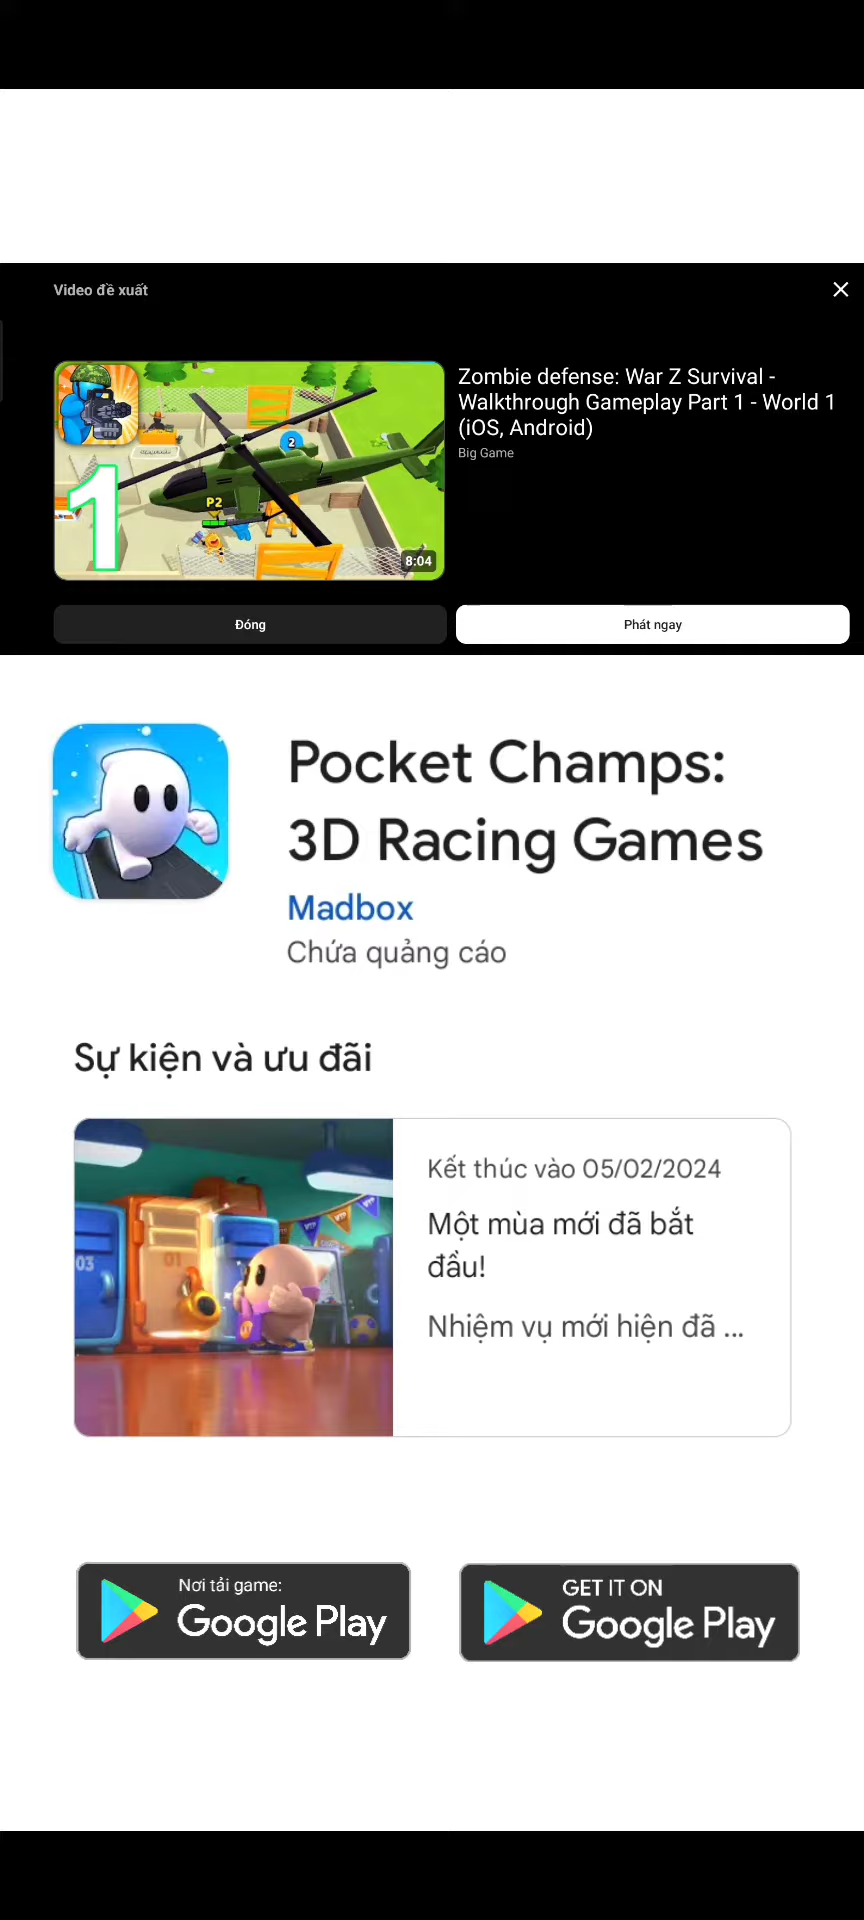 Video đề xuất
Zombie defense: War Z Survival -
Walkthrough Gameplay Part 1 - World 1
(iOS, Android)
Big Game
2
P2
1
8:04
Đóng
Phát ngay
Pocket Champs:
3D Racing Games
Madbox
Chứa quảng cáo
Sự kiện và ưu đãi
03
01
VTP
VTP
Kết thúc vào 05/02/2024
Một mùa mới đã bắt
đầu!
Nhiệm vụ mới hiện đã ...
Nơi tải game:
Google Play
GET IT ON
Google Play